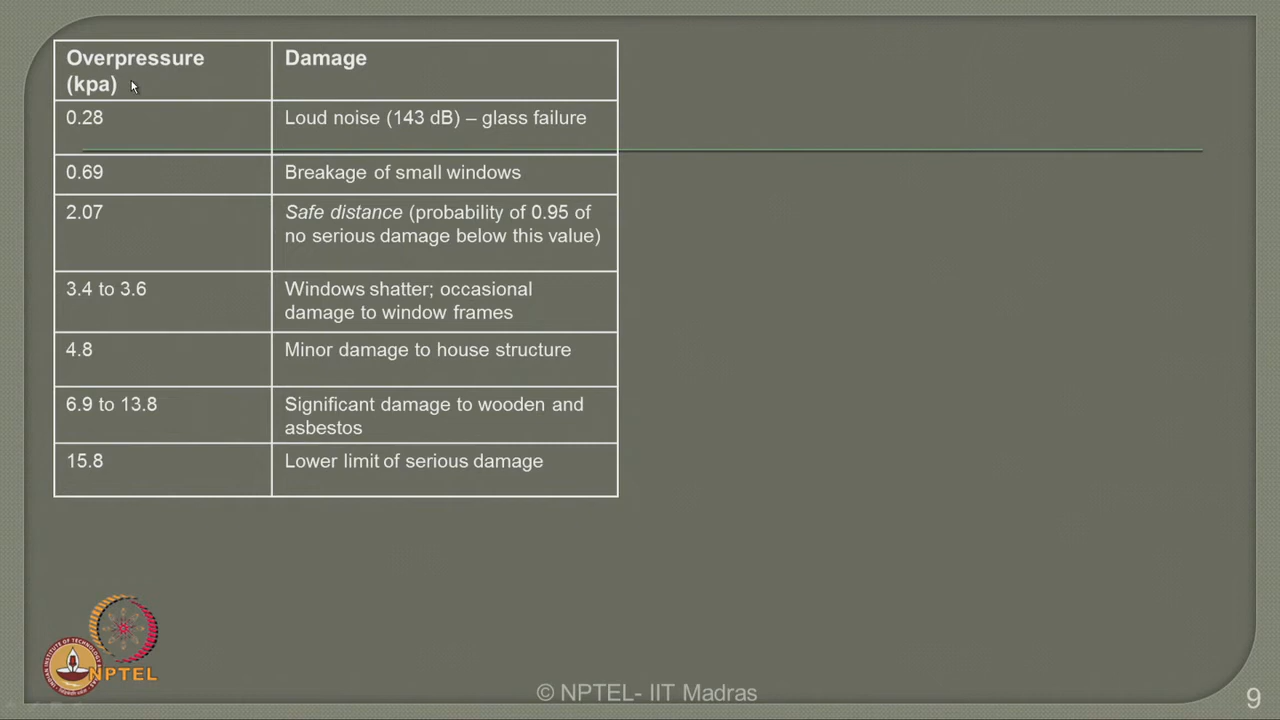 Overpressure
(kpa)
Damage
0.28
Loud noise (143 dB) – glass failure
0.69
Breakage of small windows
2.07
Safe distance (probability of 0.95 of
no serious damage below this value)
3.4 to 3.6
Windows shatter; occasional
damage to window frames
4.8
Minor damage to house structure
6.9 to 13.8
Significant damage to wooden and
asbestos
15.8
Lower limit of serious damage
NPTEL
© NPTEL- IIT Madras
9